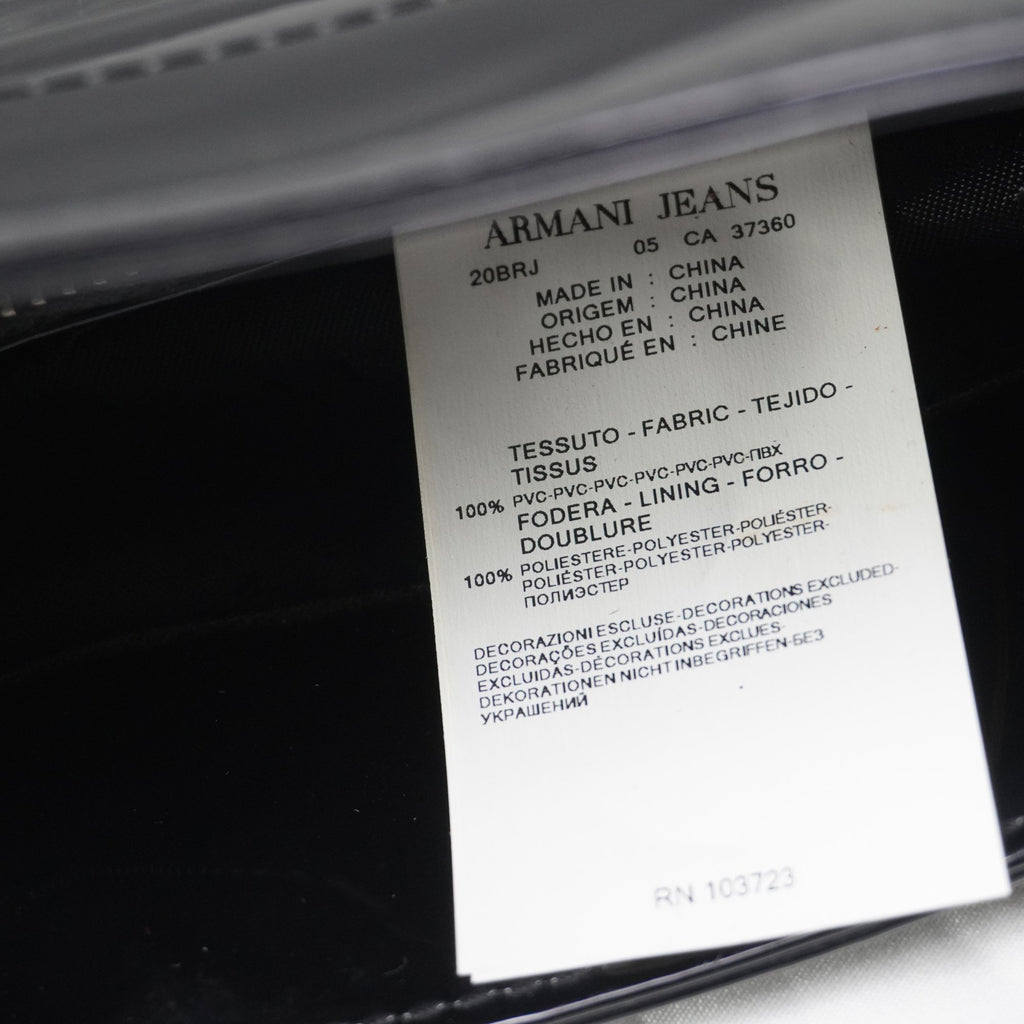 ARMANI JEANS
20BRJ 05 CA 37360
MADE IN : CHINA
ORIGEM : CHINA
HECHO EN : CHINA
FABRIQUÉ EN : CHINE
TESSUTO - FABRIC - TEJIDO -
TISSUS
100% PVC-PVC-PVC-PVC-PVC-PVC-ПВХ
FODERA - LINING - FORRO -
DOUBLURE
100% POLIESTERE-POLYESTER-POLIÉSTER-
POLIÉSTER-POLYESTER-POLYESTER-
ПОЛИЭСТЕР
DECORAZIONI ESCLUSE-DECORATIONS EXCLUDED-
DECORAÇÕES EXCLUÍDAS-DECORACIONES
EXCLUIDAS-DÉCORATIONS EXCLUES-
DEKORATIONEN NICHT INBEGRIFFEN-БЕЗ
УКРАШЕНИЙ
RN 103723